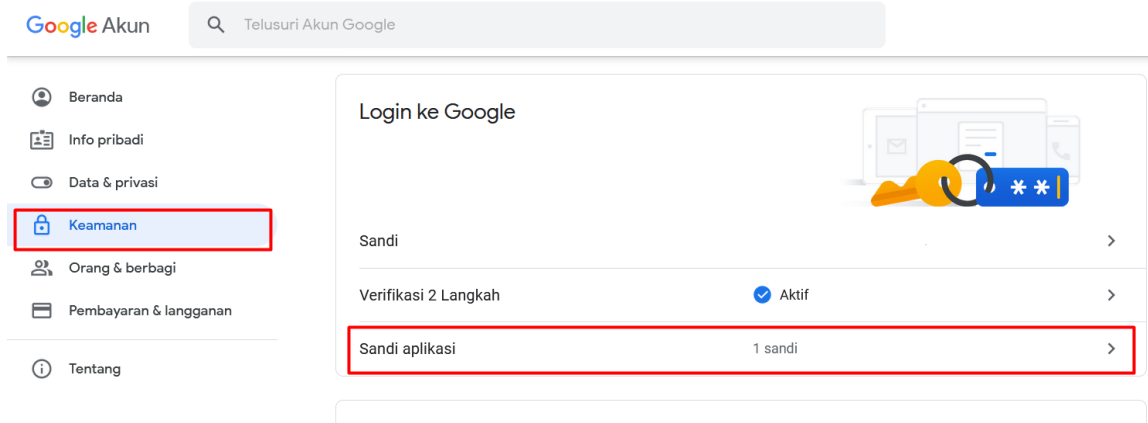 Google Akun
Telusuri Akun Google
Beranda
Info pribadi
Data & privasi
Keamanan
Orang & berbagi
Pembayaran & langganan
Tentang
Login ke Google
**
Sandi
Verifikasi 2 Langkah Aktif
Sandi aplikasi 1 sandi